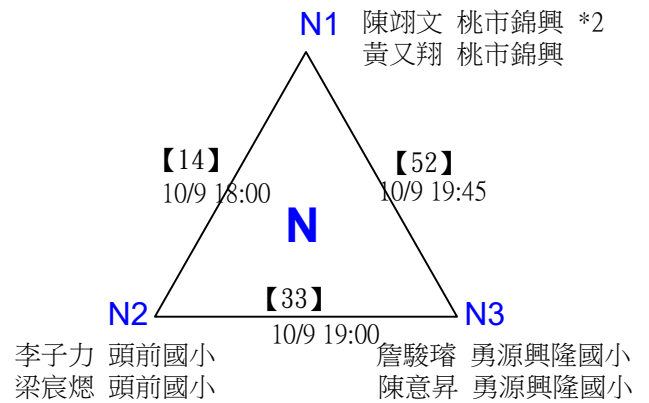 N1 陳翊文 桃市錦興 *2
黃又翔 桃市錦興
【14】
10/9 18:00
【52】
10/9 19:45
N
【33】
10/9 19:00
N2
李子力 頭前國小
梁宸熜 頭前國小
N3
詹駿璿 勇源興隆國小
陳意昇 勇源興隆國小